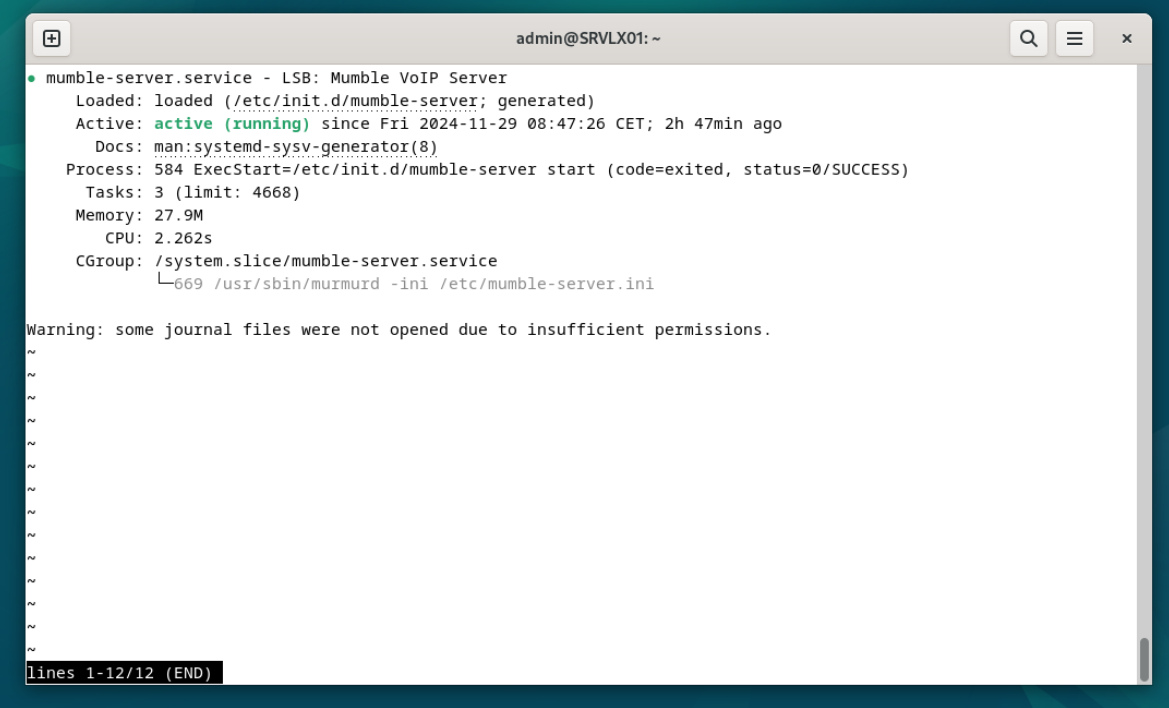 admin@SRVLX01: ~
● mumble-server.service - LSB: Mumble VoIP Server
     Loaded: loaded (/etc/init.d/mumble-server; generated)
     Active: active (running) since Fri 2024-11-29 08:47:26 CET; 2h 47min ago
       Docs: man:systemd-sysv-generator(8)
    Process: 584 ExecStart=/etc/init.d/mumble-server start (code=exited, status=0/SUCCESS)
      Tasks: 3 (limit: 4668)
     Memory: 27.9M
        CPU: 2.262s
     CGroup: /system.slice/mumble-server.service
             └─669 /usr/sbin/murmurd -ini /etc/mumble-server.ini
Warning: some journal files were not opened due to insufficient permissions.
~
~
~
~
~
~
~
~
~
~
~
~
~
~
lines 1-12/12 (END)